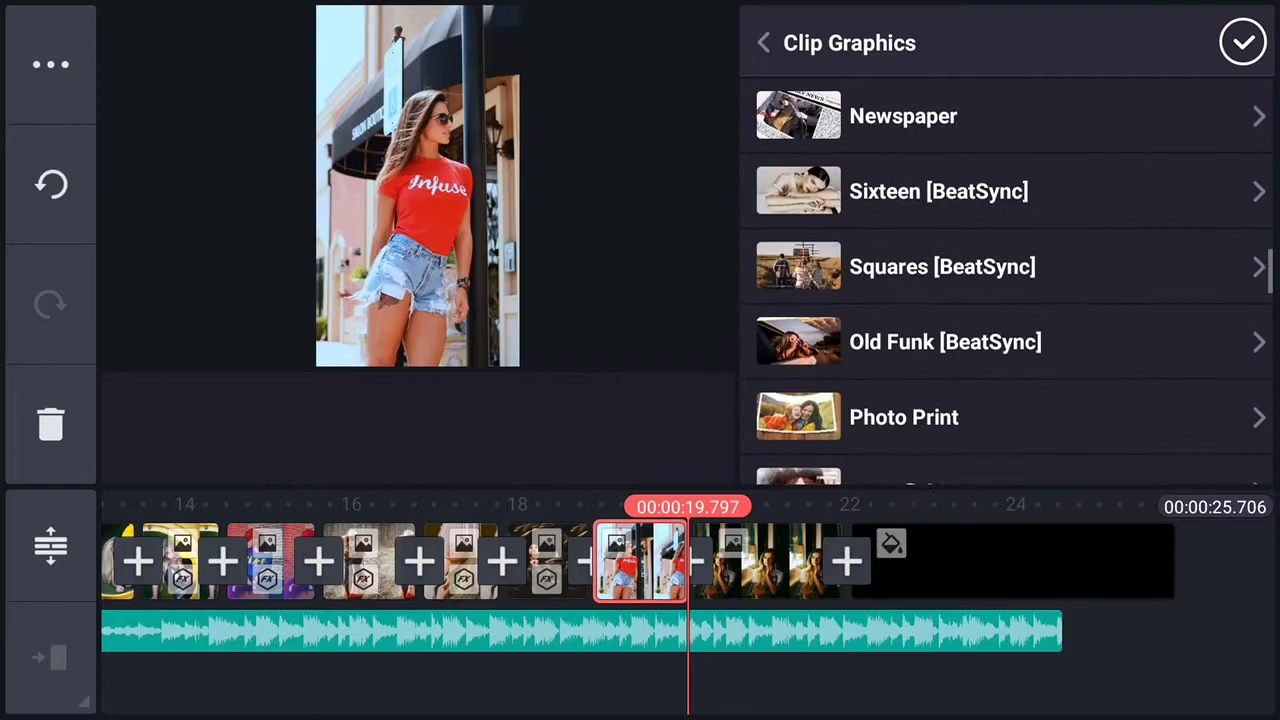 Clip Graphics
Newspaper
Sixteen [BeatSync]
Squares [BeatSync]
Old Funk [BeatSync]
Photo Print
Infuse
14
16
18
00:00:19.797
22
24
00:00:25.706